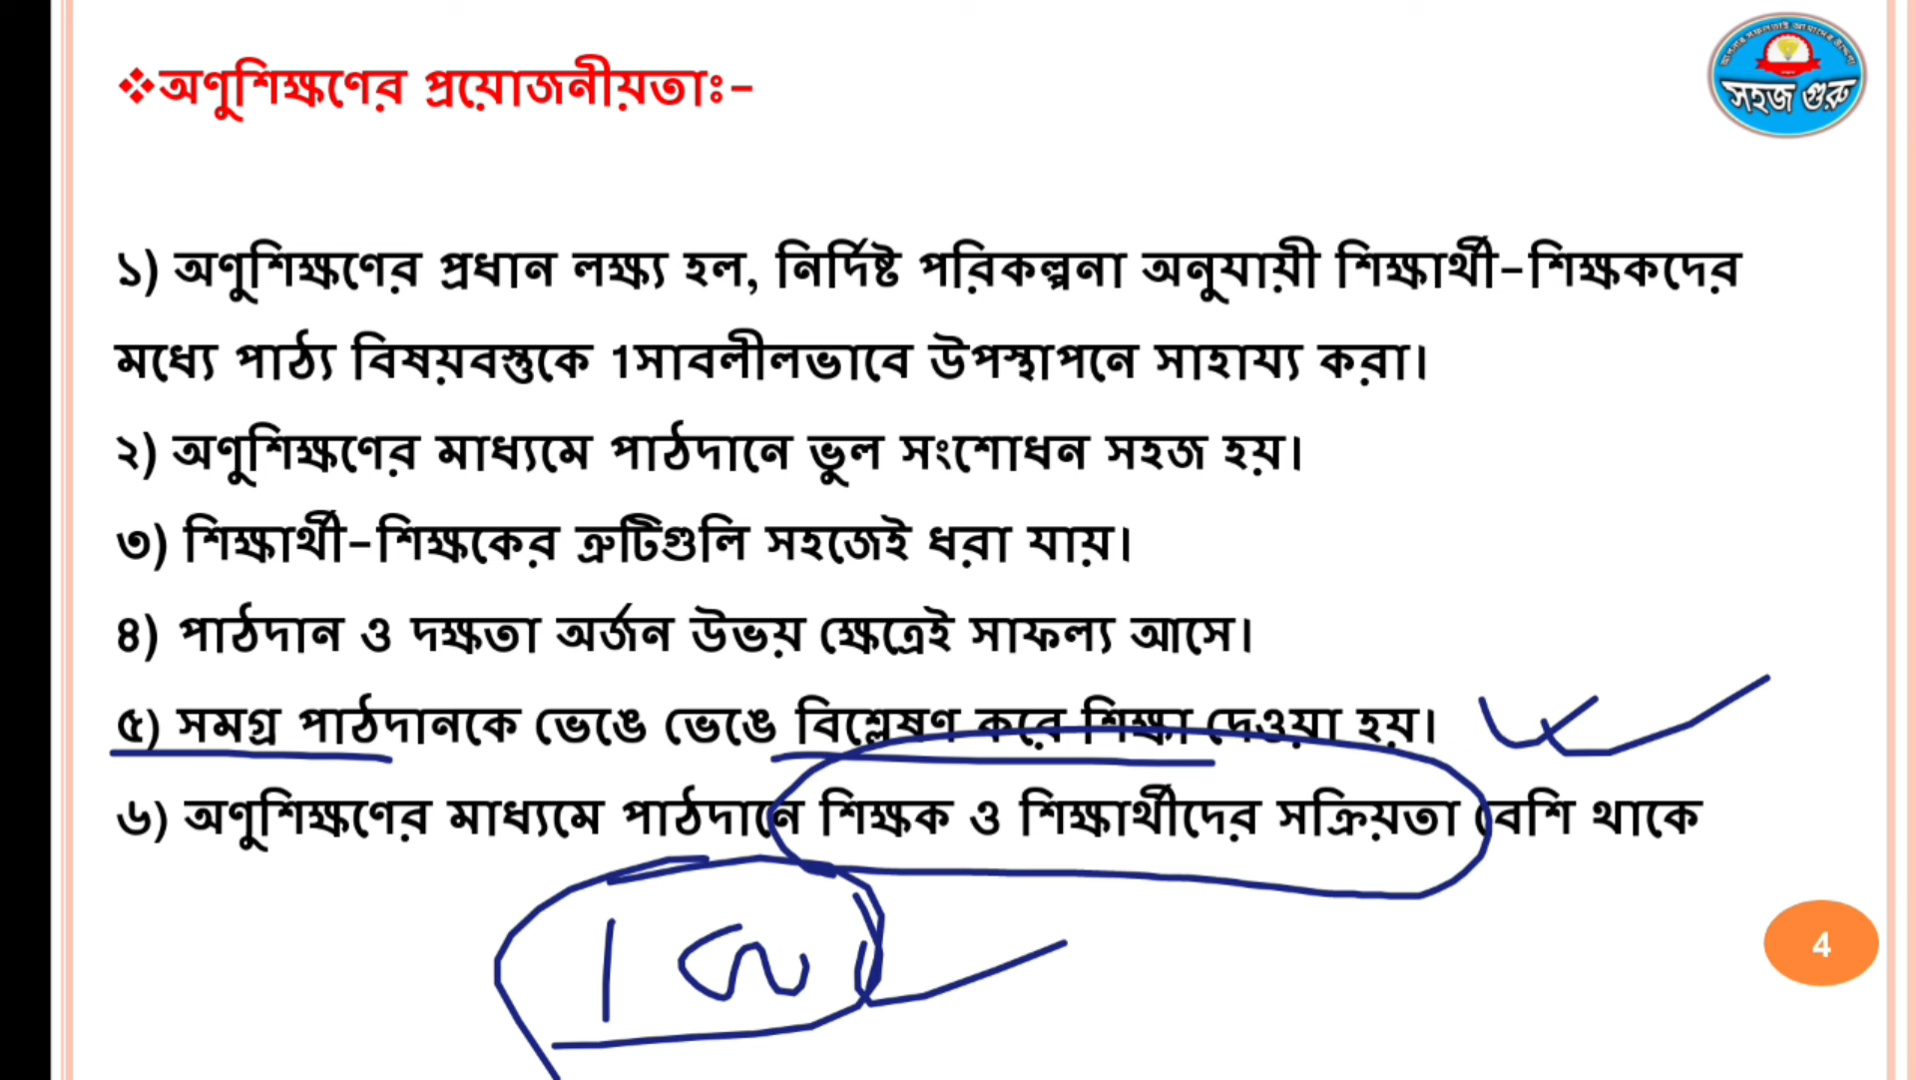 ❖অণুশিক্ষণের প্রয়োজনীয়তাঃ-
সহজ গুরু
১) অণুশিক্ষণের প্রধান লক্ষ্য হল, নির্দিষ্ট পরিকল্পনা অনুযায়ী শিক্ষার্থী-শিক্ষকদের
মধ্যে পাঠ্য বিষয়বস্তুকে 1সাবলীলভাবে উপস্থাপনে সাহায্য করা।
২) অণুশিক্ষণের মাধ্যমে পাঠদানে ভুল সংশোধন সহজ হয়।
৩) শিক্ষার্থী-শিক্ষকের ত্রুটিগুলি সহজেই ধরা যায়।
৪) পাঠদান ও দক্ষতা অর্জন উভয় ক্ষেত্রেই সাফল্য আসে।
৫) সমগ্র পাঠদানকে ভেঙে ভেঙে বিশ্লেষণ করে শিক্ষা দেওয়া হয়।
৬) অণুশিক্ষণের মাধ্যমে পাঠদানে শিক্ষক ও শিক্ষার্থীদের সক্রিয়তা বেশি থাকে
4